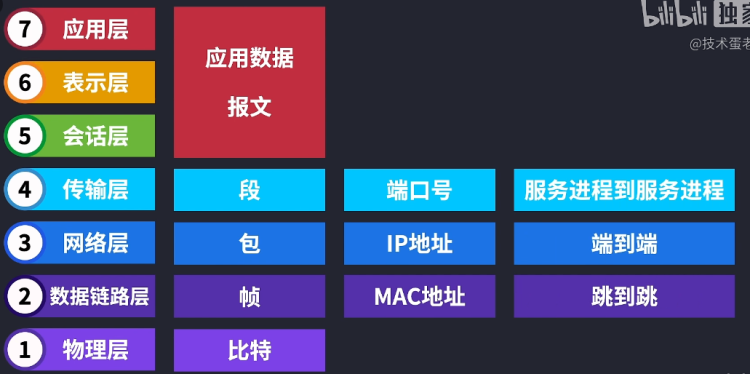 bilibili 独家
@技术蛋老
7 应用层
应用数据
报文
6 表示层
5 会话层
4 传输层 段 端口号 服务进程到服务进程
3 网络层 包 IP地址 端到端
2 数据链路层 帧 MAC地址 跳到跳
1 物理层 比特